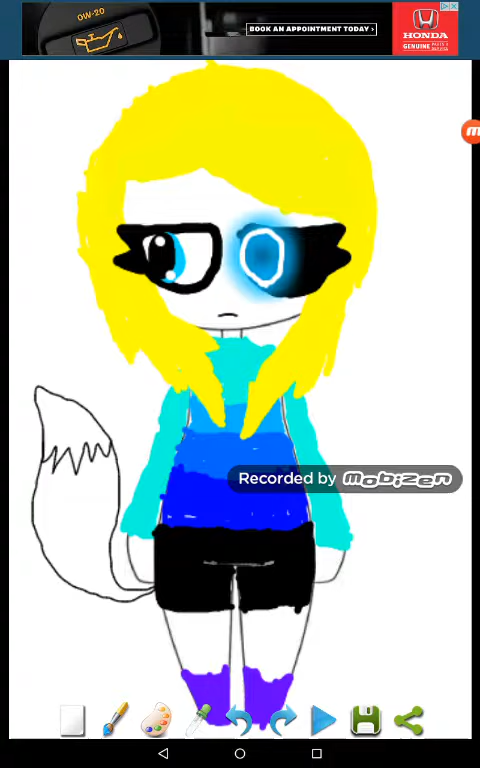 0W-20
BOOK AN APPOINTMENT TODAY ›
HONDA
GENUINE
Recorded by mobizen